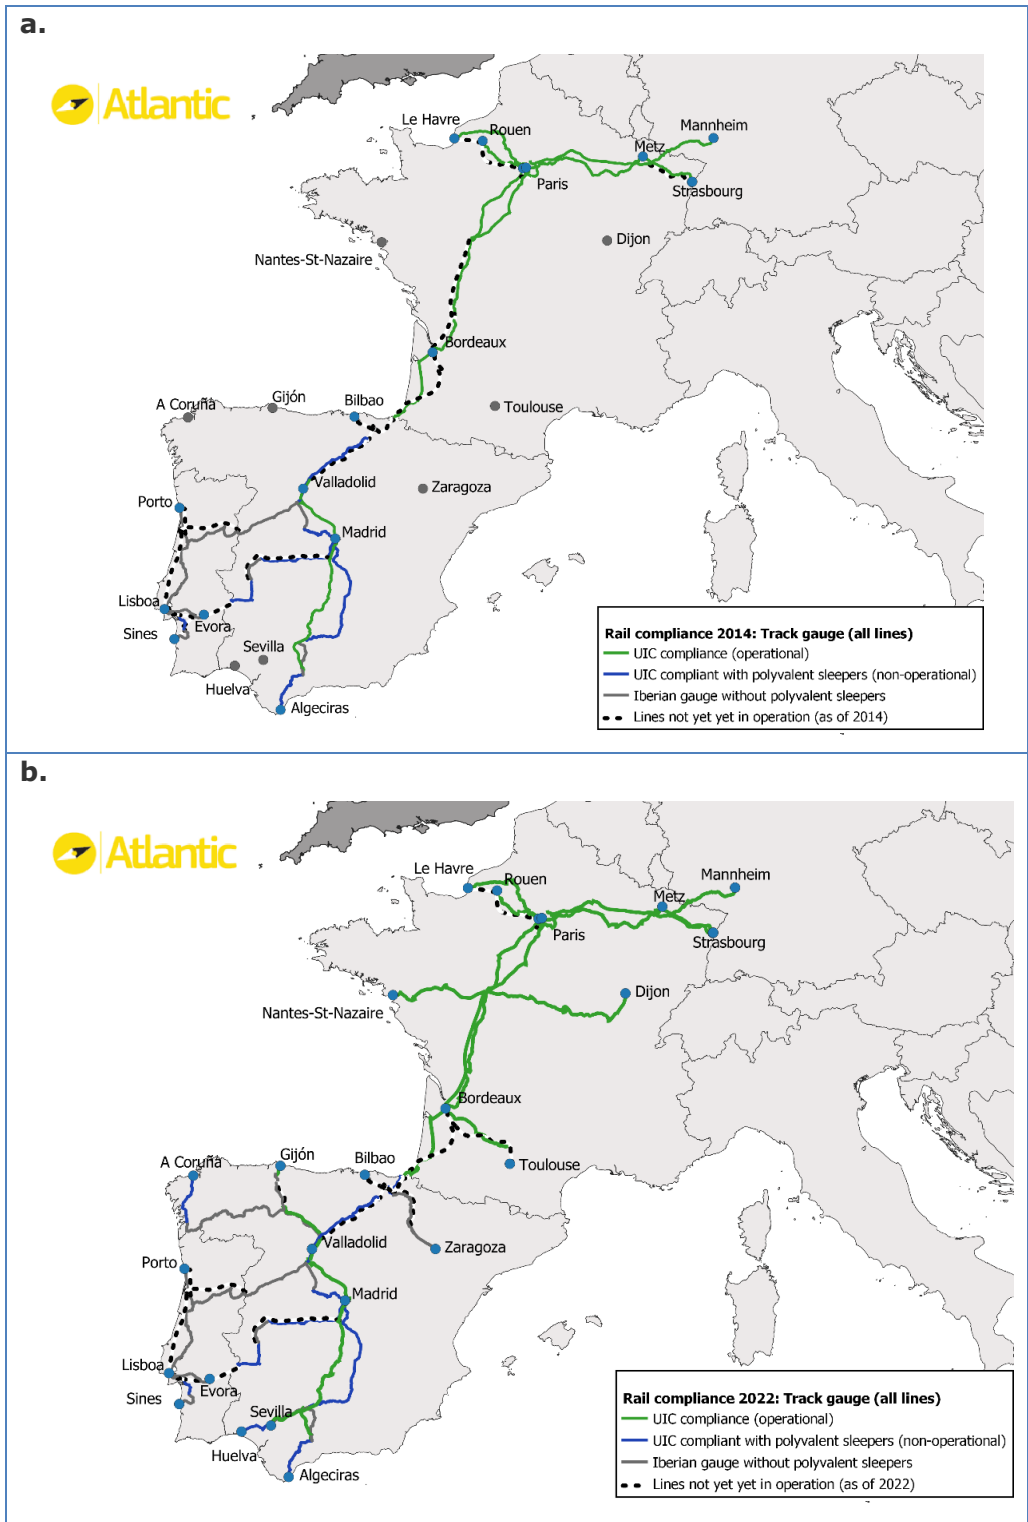 a.
Atlantic
Le Havre
Rouen
Mannheim
Metz
Paris
Strasbourg
Dijon
Nantes-St-Nazaire
Bordeaux
Gijón
Bilbao
A Coruña
Toulouse
Valladolid
Zaragoza
Porto
Madrid
Lisboa
Evora
Sines
Sevilla
Huelva
Algeciras
Rail compliance 2014: Track gauge (all lines)
UIC compliance (operational)
UIC compliant with polyvalent sleepers (non-operational)
Iberian gauge without polyvalent sleepers
Lines not yet yet in operation (as of 2014)
b.
Atlantic
Le Havre
Rouen
Mannheim
Metz
Paris
Strasbourg
Dijon
Nantes-St-Nazaire
Bordeaux
Gijón
Bilbao
A Coruña
Toulouse
Valladolid
Zaragoza
Porto
Madrid
Lisboa
Evora
Sines
Sevilla
Huelva
Algeciras
Rail compliance 2022: Track gauge (all lines)
UIC compliance (operational)
UIC compliant with polyvalent sleepers (non-operational)
Iberian gauge without polyvalent sleepers
Lines not yet yet in operation (as of 2022)